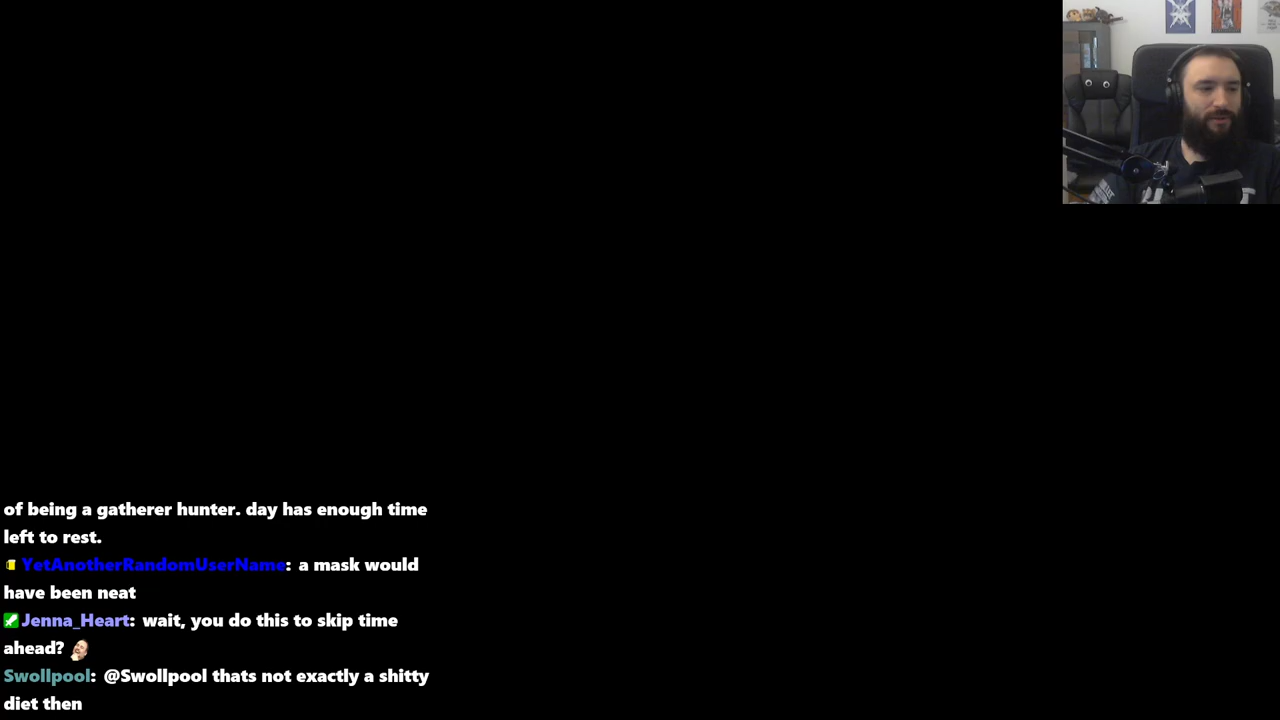 of being a gatherer hunter. day has enough time
left to rest.
YetAnotherRandomUserName: a mask would
have been neat
Jenna_Heart: wait, you do this to skip time
ahead?
Swollpool: @Swollpool thats not exactly a shitty
diet then